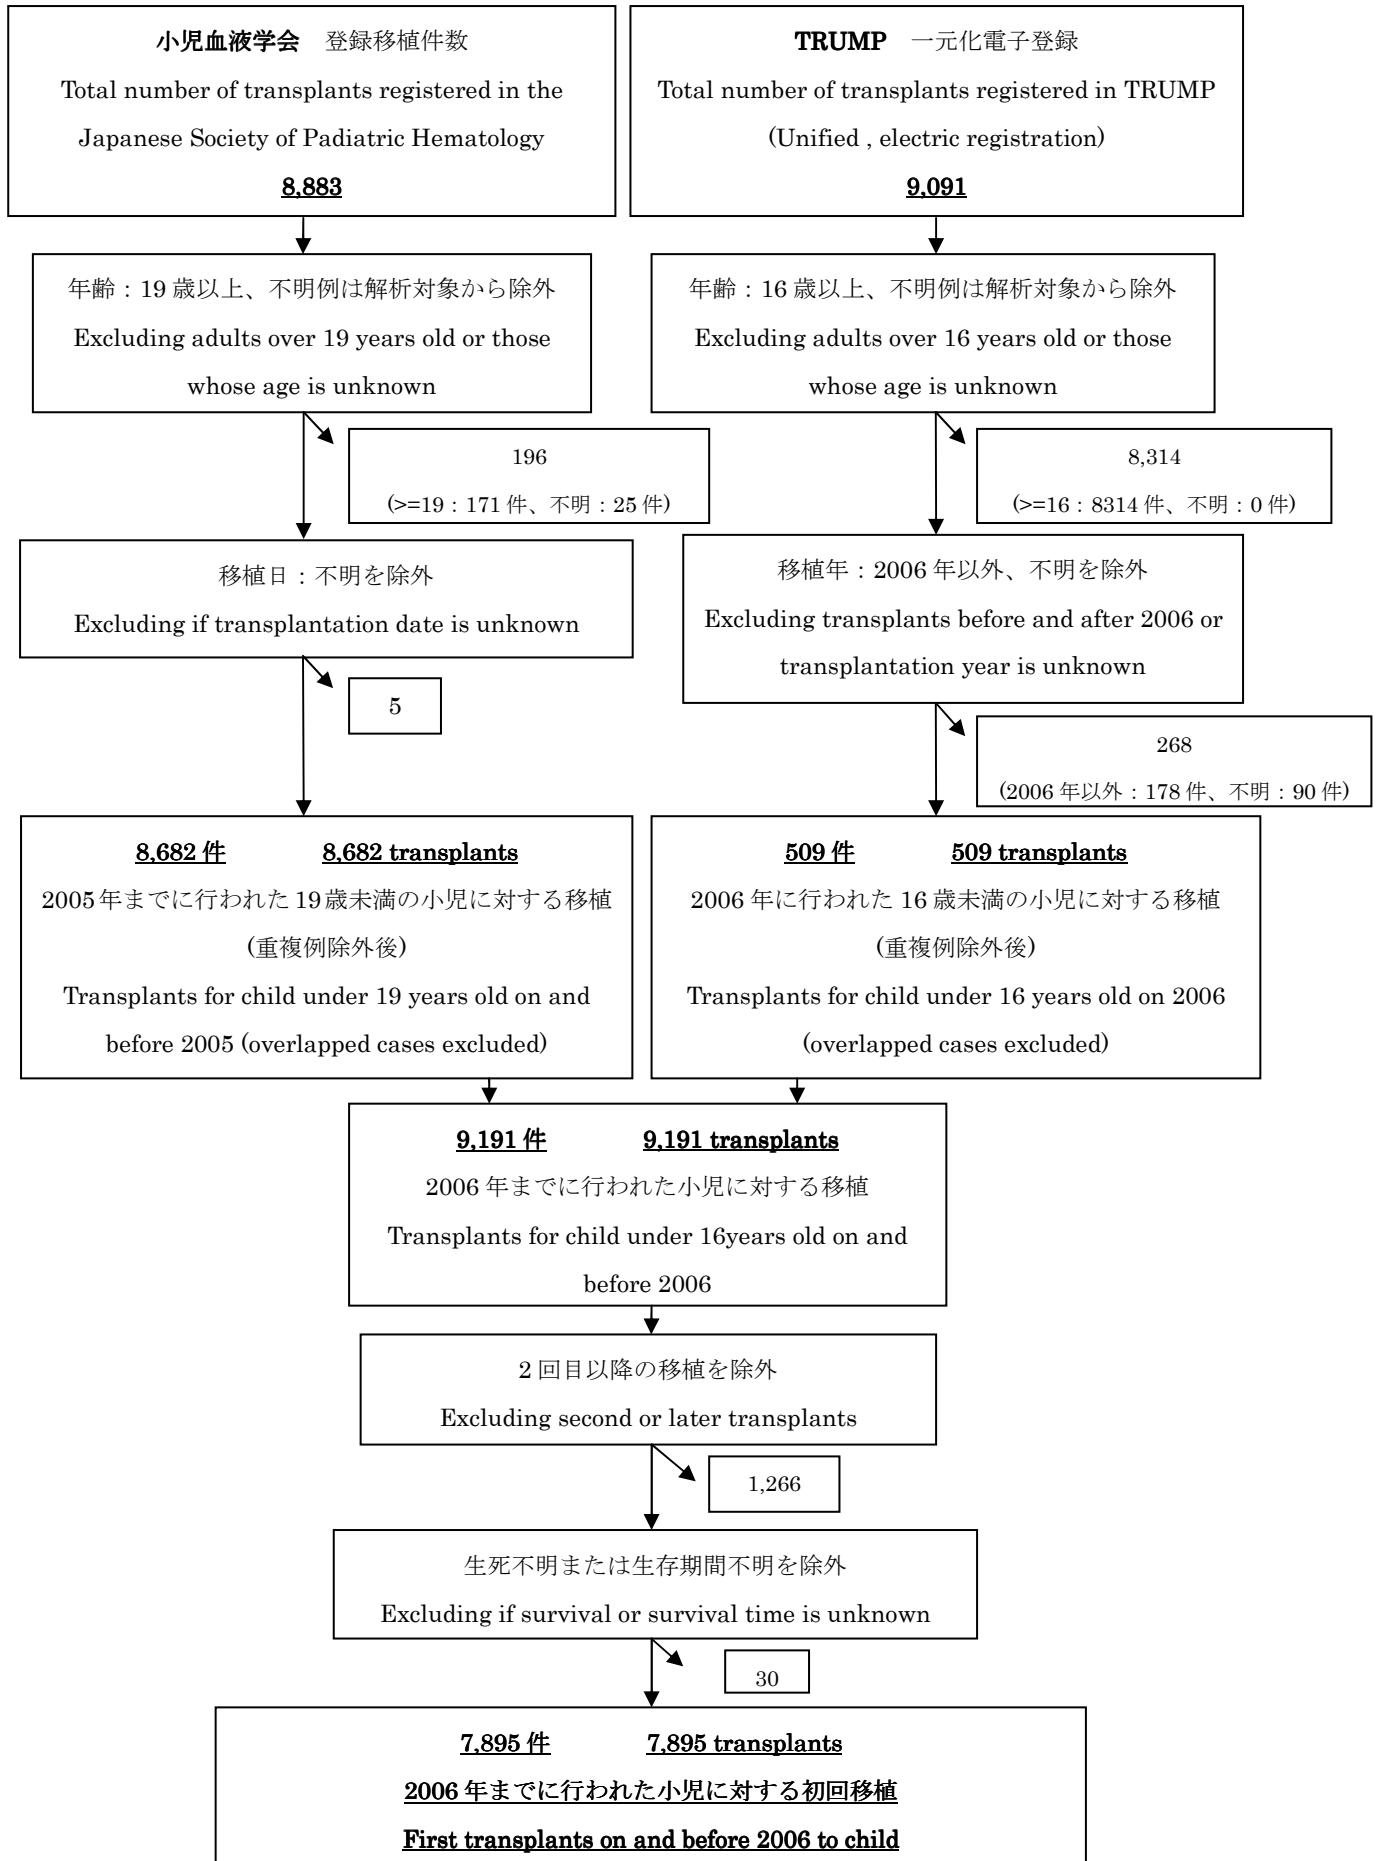 小児血液学会　登録移植件数
Total number of transplants registered in the
Japanese Society of Padiatric Hematology
8,883
TRUMP　一元化電子登録
Total number of transplants registered in TRUMP
(Unified , electric registration)
9,091
年齢：19 歳以上、不明例は解析対象から除外
Excluding adults over 19 years old or those
whose age is unknown
年齢：16 歳以上、不明例は解析対象から除外
Excluding adults over 16 years old or those
whose age is unknown
196
(>=19：171 件、不明：25 件)
8,314
(>=16：8314 件、不明：0 件)
移植日：不明を除外
Excluding if transplantation date is unknown
移植年：2006 年以外、不明を除外
Excluding transplants before and after 2006 or
transplantation year is unknown
5
268
(2006 年以外：178 件、不明：90 件)
8,682 件　8,682 transplants
2005 年までに行われた 19 歳未満の小児に対する移植
(重複例除外後)
Transplants for child under 19 years old on and
before 2005 (overlapped cases excluded)
509 件　509 transplants
2006 年に行われた 16 歳未満の小児に対する移植
(重複例除外後)
Transplants for child under 16 years old on 2006
(overlapped cases excluded)
9,191 件　9,191 transplants
2006 年までに行われた小児に対する移植
Transplants for child under 16years old on and
before 2006
2 回目以降の移植を除外
Excluding second or later transplants
1,266
生死不明または生存期間不明を除外
Excluding if survival or survival time is unknown
30
7,895 件　7,895 transplants
2006 年までに行われた小児に対する初回移植
First transplants on and before 2006 to child